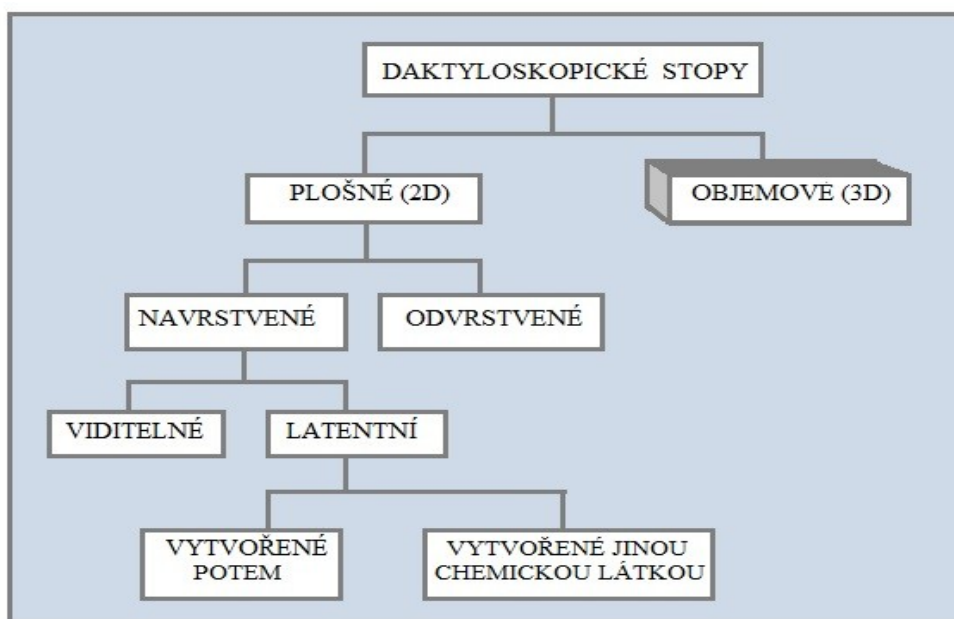 DAKTYLOSKOPICKÉ STOPY
PLOŠNÉ (2D)
OBJEMOVÉ (3D)
NAVRSTVENÉ
ODVRSTVENÉ
VIDITELNÉ
LATENTNÍ
VYTVOŘENÉ
POTEM
VYTVOŘENÉ JINOU
CHEMICKOU LÁTKOU